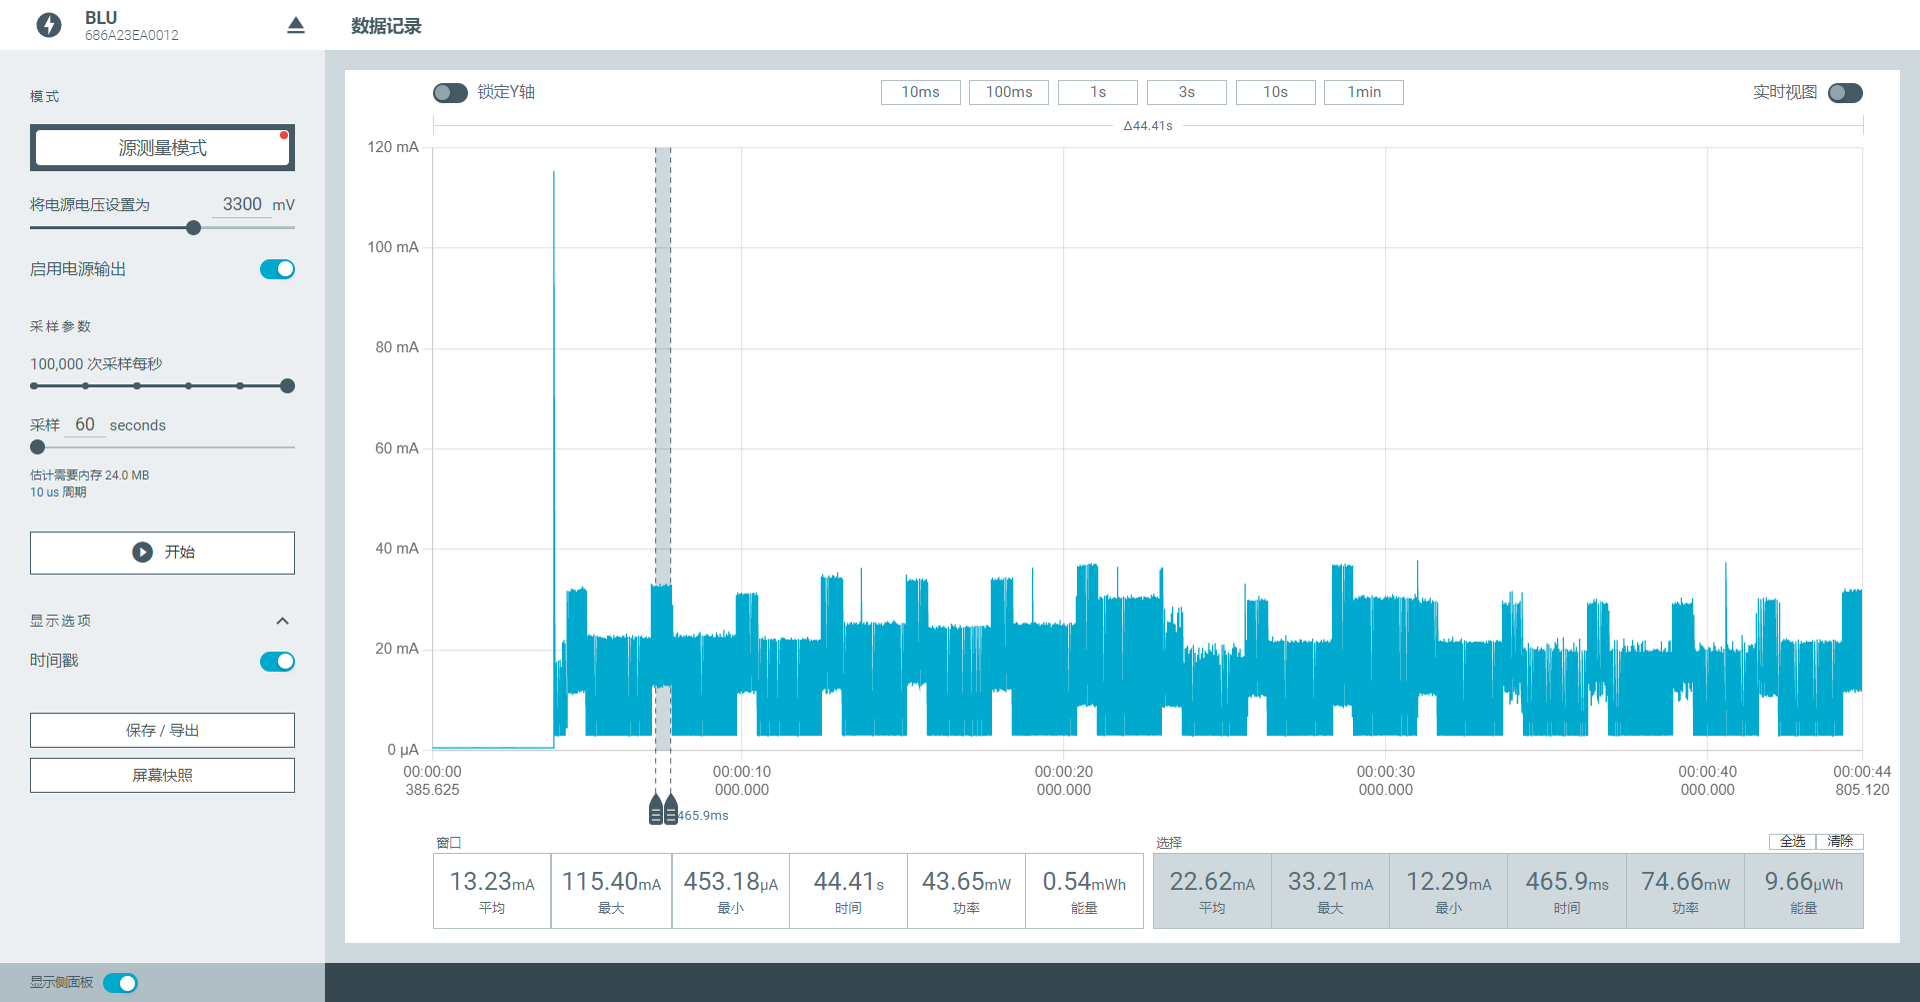 BLU
686A23EA0012
数据记录
模式
源测量模式
将电源电压设置为 3300 mV
启用电源输出
采样参数
100,000 次采样每秒
采样 60 seconds
估计需要内存 24.0 MB
10 us 周期
开始
显示选项
时间戳
保存 / 导出
屏幕快照
显示侧面板
锁定Y轴
10ms 100ms 1s 3s 10s 1min
实时视图
Δ44.41s
120 mA
100 mA
80 mA
60 mA
40 mA
20 mA
0 µA
00:00:00 00:00:10 00:00:20 00:00:30 00:00:40 00:00:44
385.625 000.000 000.000 000.000 000.000 805.120
465.9ms
窗口
13.23mA 115.40mA 453.18µA 44.41s 43.65mW 0.54mWh
平均 最大 最小 时间 功率 能量
选择 全选 清除
22.62mA 33.21mA 12.29mA 465.9ms 74.66mW 9.66µWh
平均 最大 最小 时间 功率 能量